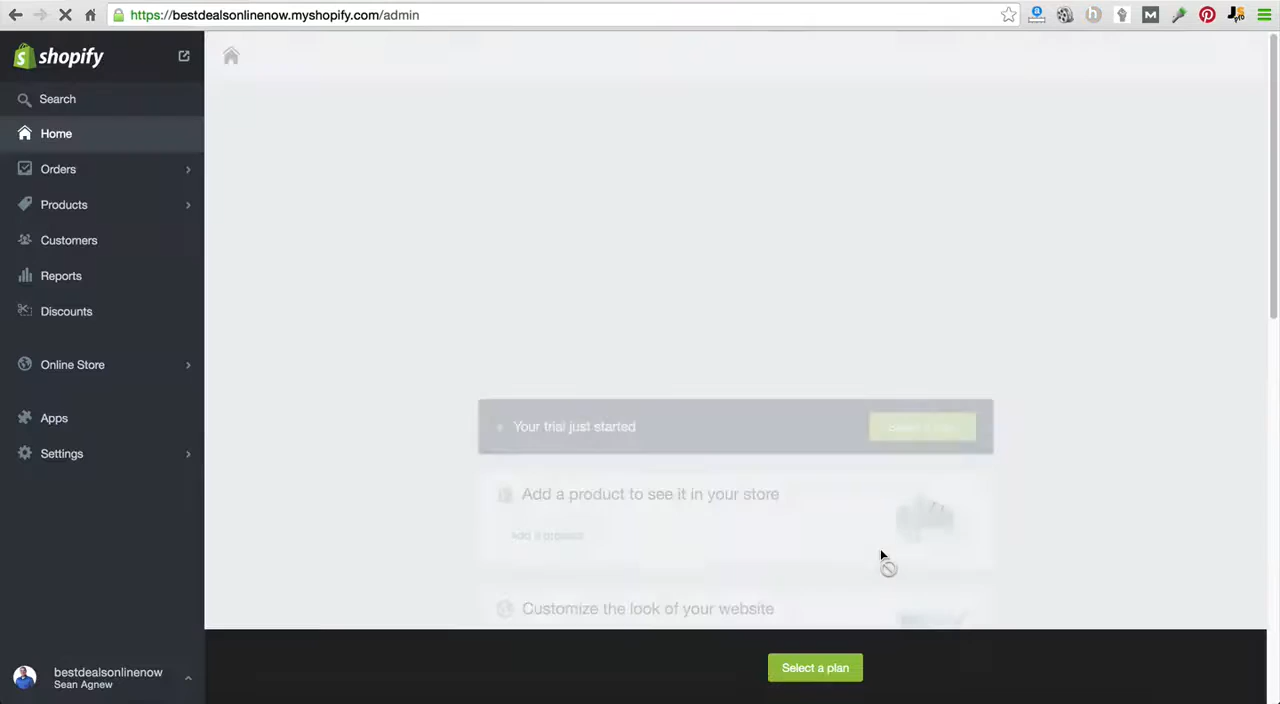 https://bestdealsonlinenow.myshopify.com/admin
shopify
Search
Home
Orders
Products
Customers
Reports
Discounts
Online Store
Apps
Settings
bestdealsonlinenow
Sean Agnew
Your trial just started
Add a product to see it in your store
Add a product
Customize the look of your website
Select a plan